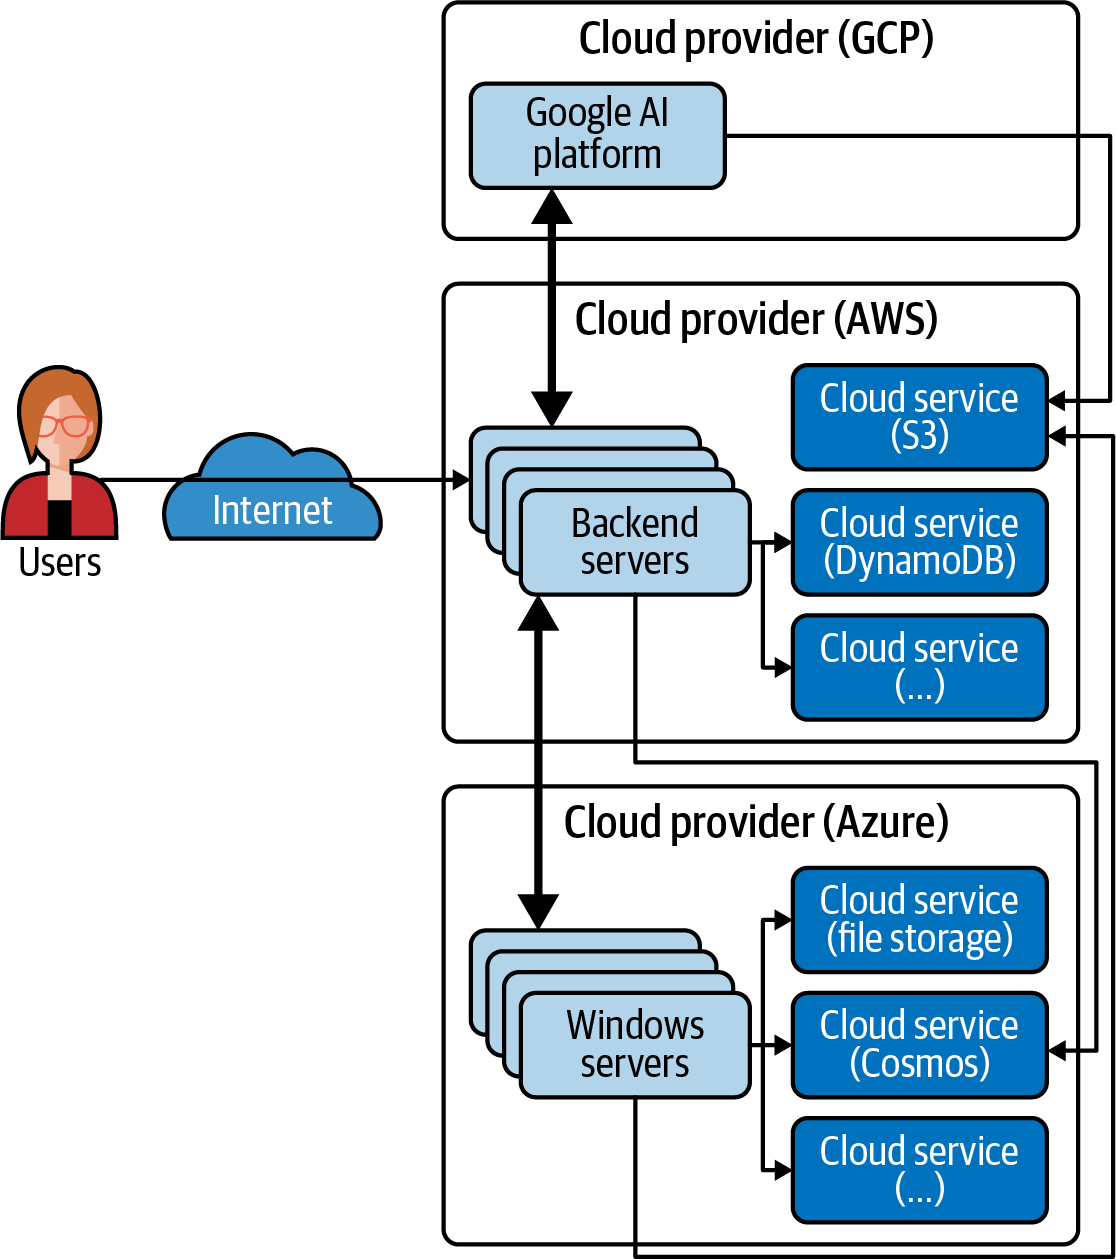 Cloud provider (GCP)
Google AI
platform
Cloud provider (AWS)
Users
Internet
Backend
servers
Cloud service
(S3)
Cloud service
(DynamoDB)
Cloud service
(...)
Cloud provider (Azure)
Windows
servers
Cloud service
(file storage)
Cloud service
(Cosmos)
Cloud service
(...)